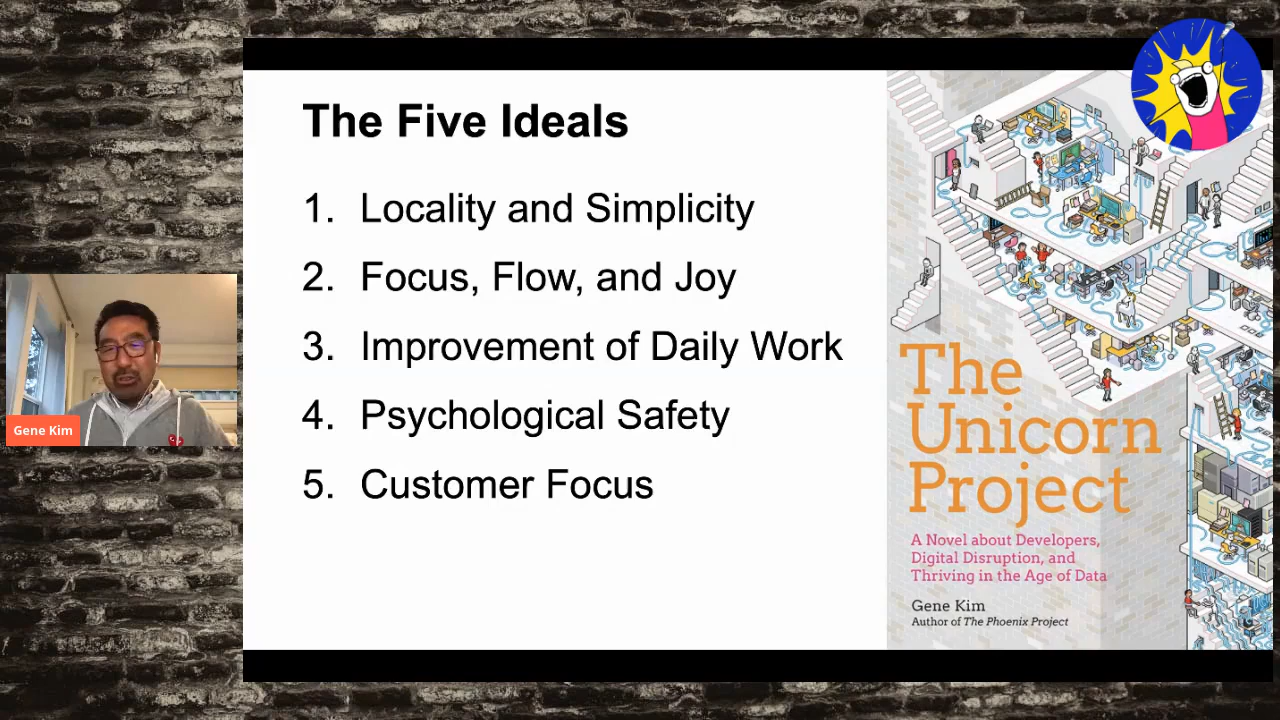 The Five Ideals
1. Locality and Simplicity
2. Focus, Flow, and Joy
3. Improvement of Daily Work
4. Psychological Safety
5. Customer Focus
Gene Kim
The
Unicorn
Project
A Novel about Developers,
Digital Disruption, and
Thriving in the Age of Data
Gene Kim
Author of The Phoenix Project